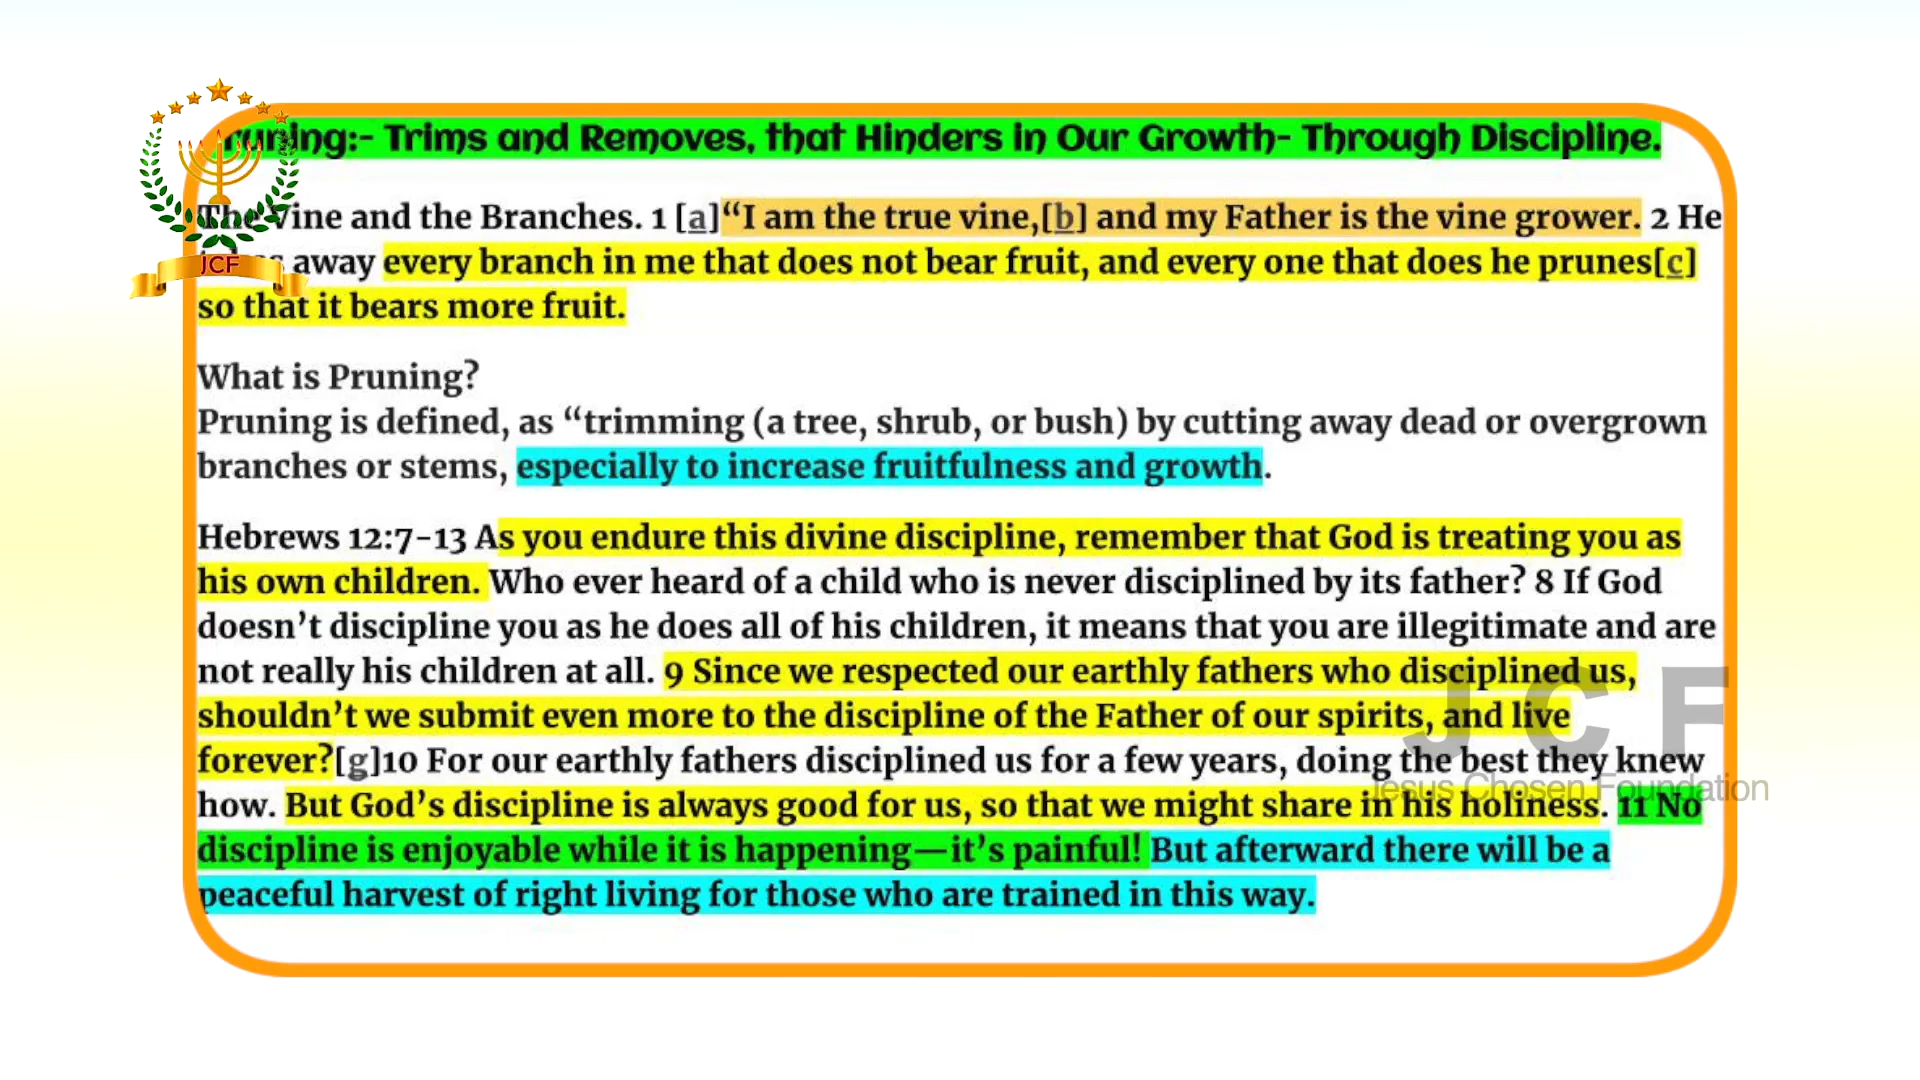 Pruning:- Trims and Removes, that Hinders in Our Growth- Through Discipline.
The Vine and the Branches. 1 [a]“I am the true vine,[b] and my Father is the vine grower. 2 He
away every branch in me that does not bear fruit, and every one that does he prunes[c]
JCF
so that it bears more fruit.
What is Pruning?
Pruning is defined, as “trimming (a tree, shrub, or bush) by cutting away dead or overgrown
branches or stems, especially to increase fruitfulness and growth.
Hebrews 12:7-13 As you endure this divine discipline, remember that God is treating you as
his own children. Who ever heard of a child who is never disciplined by its father? 8 If God
doesn’t discipline you as he does all of his children, it means that you are illegitimate and are
not really his children at all. 9 Since we respected our earthly fathers who disciplined us,
shouldn’t we submit even more to the discipline of the Father of our spirits, and live
forever?[g]10 For our earthly fathers disciplined us for a few years, doing the best they knew
how. But God’s discipline is always good for us, so that we might share in his holiness. 11 No
discipline is enjoyable while it is happening—it’s painful! But afterward there will be a
peaceful harvest of right living for those who are trained in this way.
J C F
Jesus Chosen Foundation